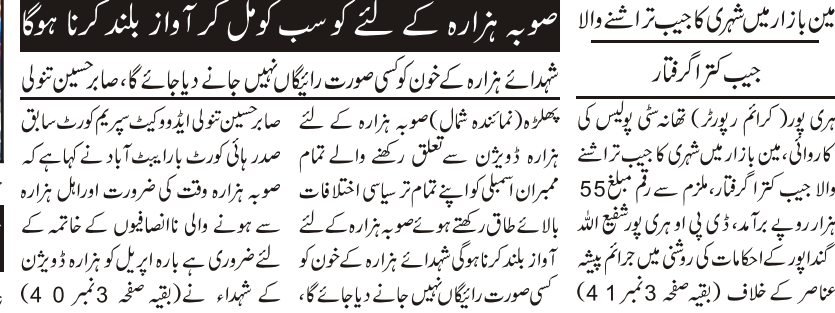 مین بازار میں شہری کا جیب تراشنے والا
جیب کترا گرفتار
ہری پور( کرائم رپورٹر) تھانہ سٹی پولیس کی
کاروائی، مین بازار میں شہری کا جیب تراشنے
والا جیب کترا گرفتار، ملزم سے رقم مبلغ 55
ہزار روپے برآمد، ڈی پی او ہری پور شفیع اللہ
گنڈاپور کے احکامات کی روشنی میں جرائم پیشہ
عناصر کے خلاف (بقیہ صفحہ 3 نمبر 41)
صوبہ ہزارہ کے لئے کو سب کو مل کر آواز بلند کرنا ہوگا
شہدائے ہزارہ کے خون کو کسی صورت رائیگاں نہیں جانے دیا جائے گا، صابر حسین تنولی
پھلڑہ (نمائندہ شمال) صوبہ ہزارہ کے لئے
ہزارہ ڈویژن سے تعلق رکھنے والے تمام
ممبران اسمبلی کو اپنے تمام تر سیاسی اختلافات
بالائے طاق رکھتے ہوئے صوبہ ہزارہ کے لئے
آواز بلند کرنا ہوگی شہدائے ہزارہ کے خون کو
کسی صورت رائیگاں نہیں جانے دیا جائے گا،
صابر حسین تنولی ایڈووکیٹ سپریم کورٹ سابق
صدر ہائی کورٹ بار ایبٹ آباد نے کہا ہے کہ
صوبہ ہزارہ وقت کی ضرورت اور اہل ہزارہ
سے ہونے والی ناانصافیوں کے خاتمہ کے
لئے ضروری ہے بارہ اپریل کو ہزارہ ڈویژن
کے شہداء نے (بقیہ صفحہ 3 نمبر 40)